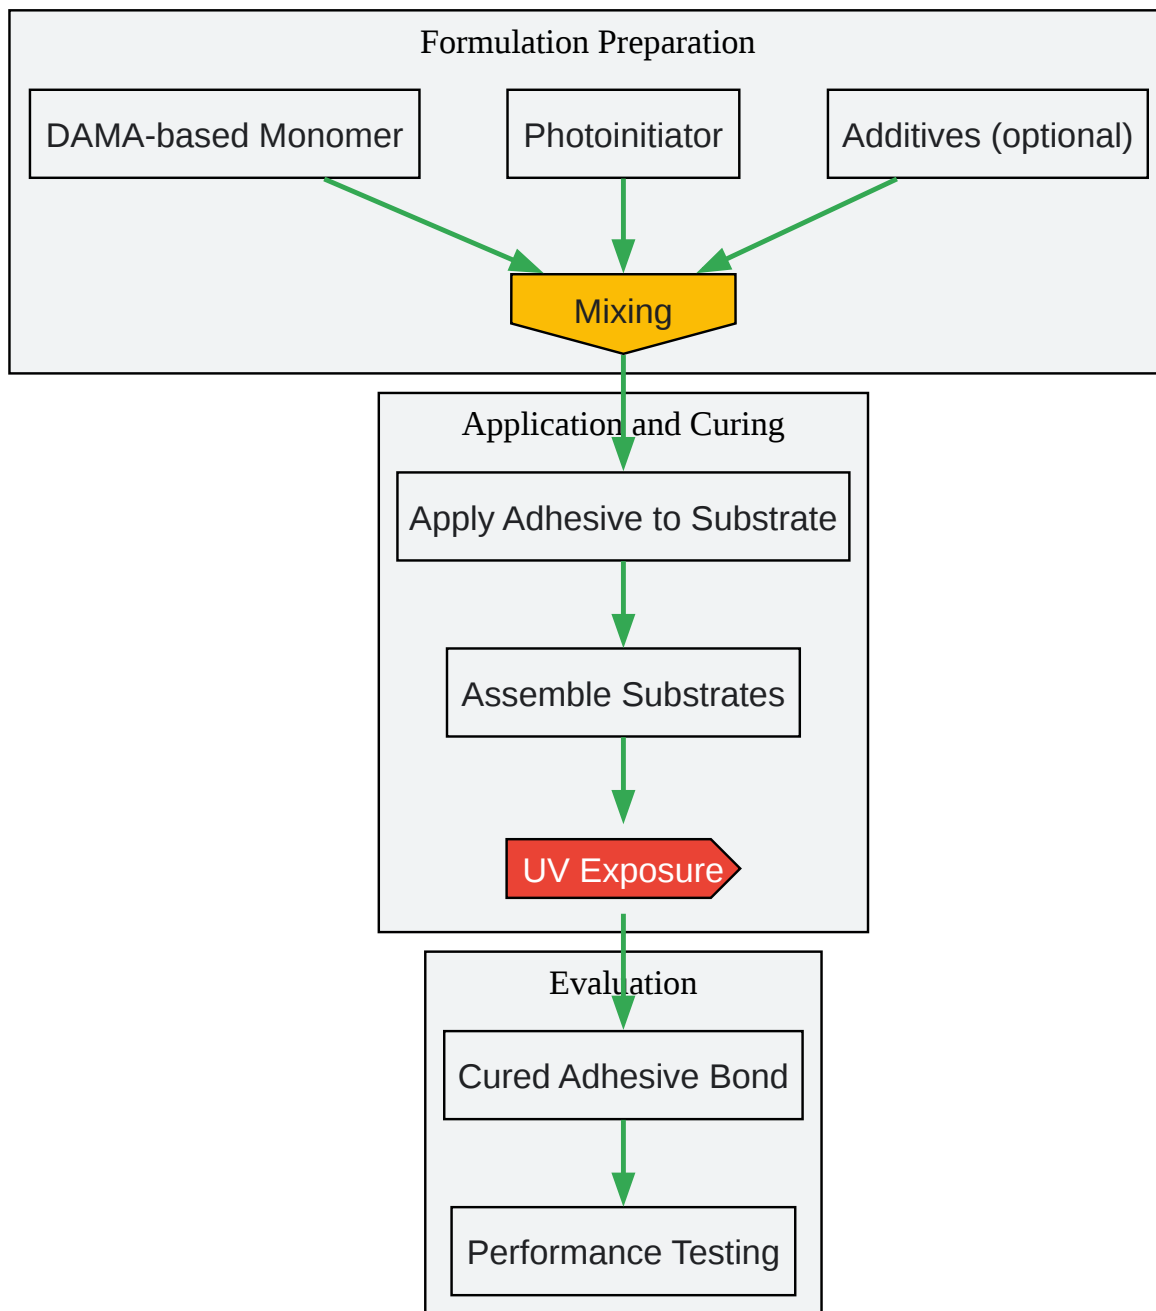 Formulation Preparation
DAMA-based Monomer
Photoinitiator
Additives (optional)
Mixing
Application and Curing
Apply Adhesive to Substrate
Assemble Substrates
UV Exposure
Evaluation
Cured Adhesive Bond
Performance Testing